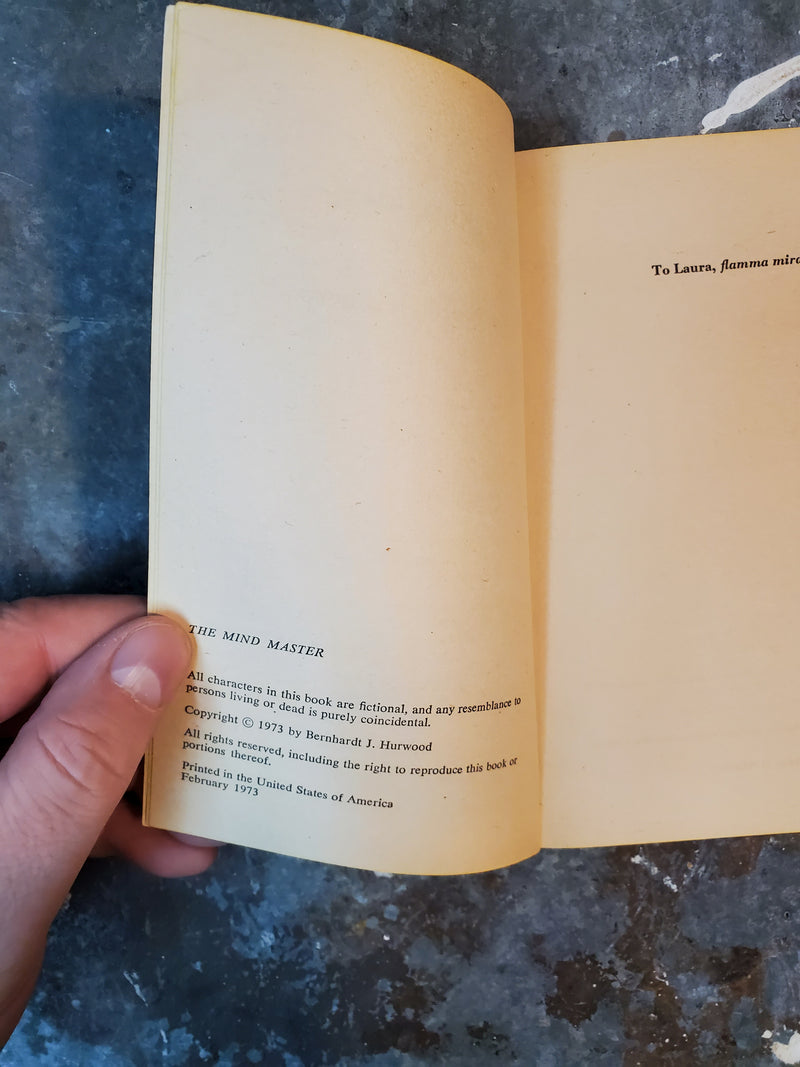 THE MIND MASTER
All characters in this book are fictional, and any resemblance to
persons living or dead is purely coincidental.
Copyright © 1973 by Bernhardt J. Hurwood
All rights reserved, including the right to reproduce this book or
portions thereof.
Printed in the United States of America
February 1973
To Laura, flamma